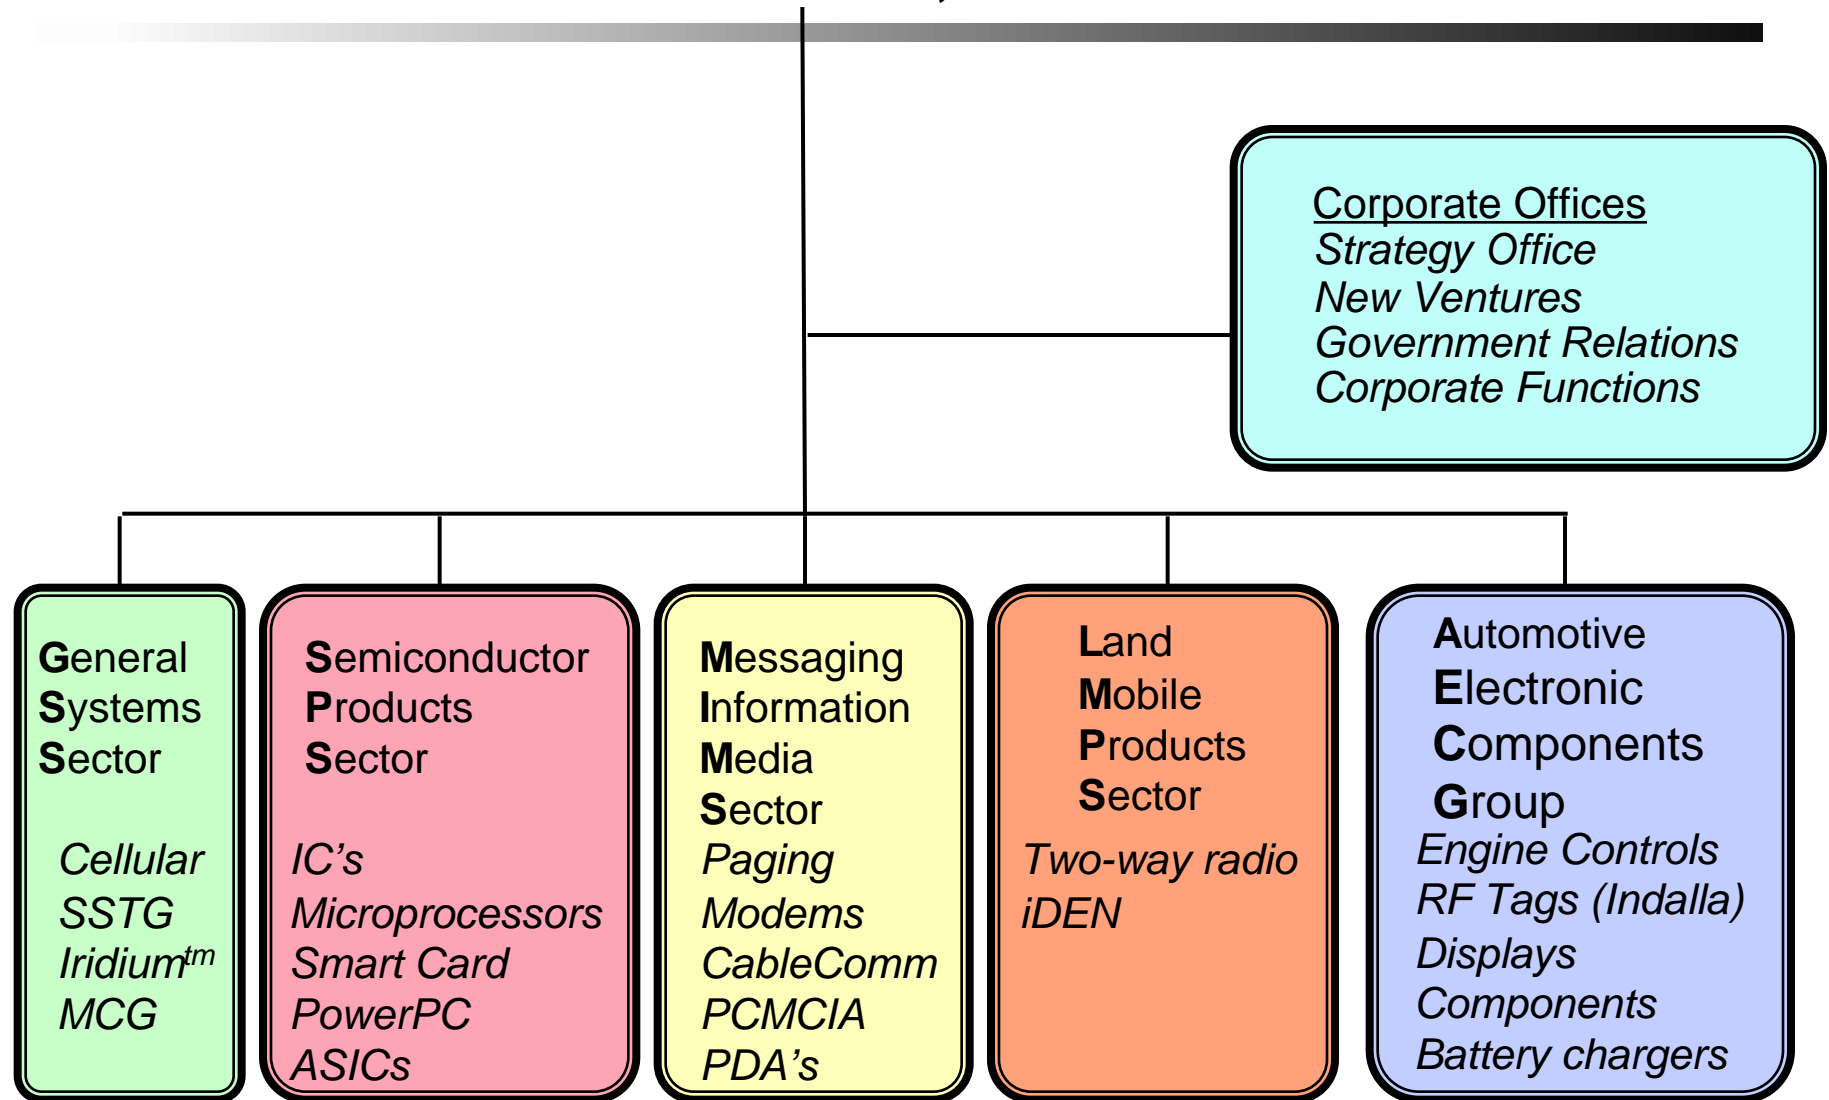 Corporate Offices
Strategy Office
New Ventures
Government Relations
Corporate Functions
General
Systems
Sector
Cellular
SSTG
Iridiumtm
MCG
Semiconductor
Products
Sector
IC’s
Microprocessors
Smart Card
PowerPC
ASICs
Messaging
Information
Media
Sector
Paging
Modems
CableComm
PCMCIA
PDA’s
Land
Mobile
Products
Sector
Two-way radio
iDEN
Automotive
Electronic
Components
Group
Engine Controls
RF Tags (Indalla)
Displays
Components
Battery chargers